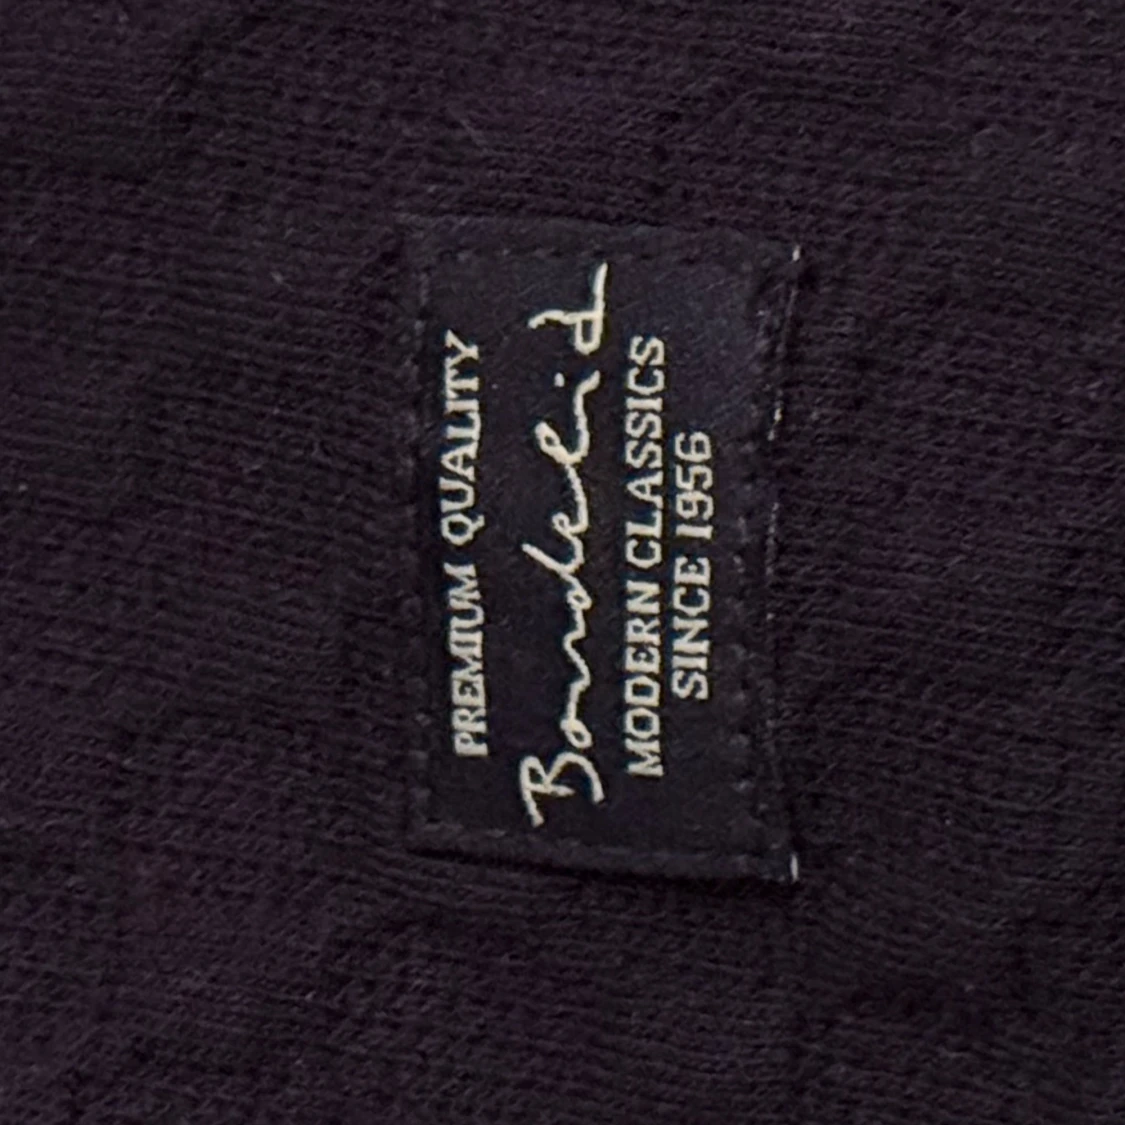 PREMIUM QUALITY
Bondelid
MODERN CLASSICS
SINCE 1956